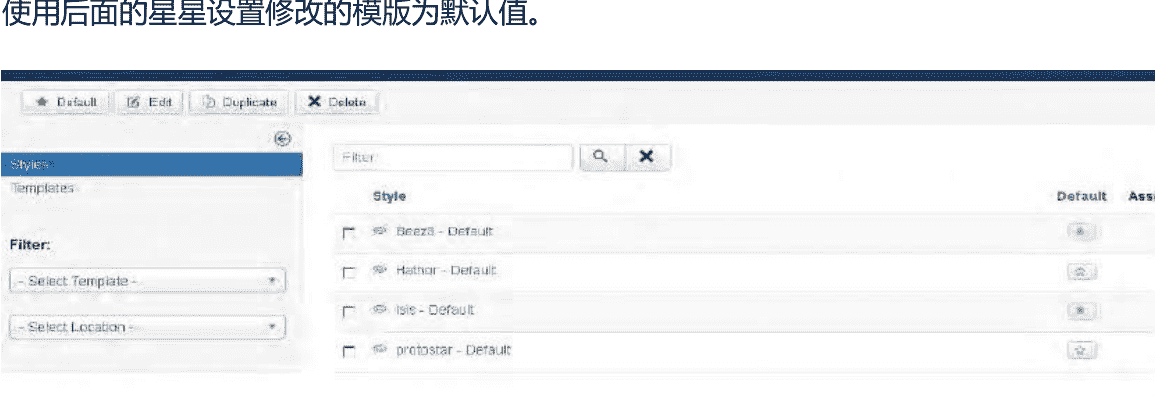 使用后面的星星设置修改的模版为默认值。
Default Edit Duplicate Delete
Styles
Templates
Filter:
- Select Template -
- Select Location -
Filter
Style Default Assi
Beez3 - Default
Hathor - Default
Isis - Default
protostar - Default